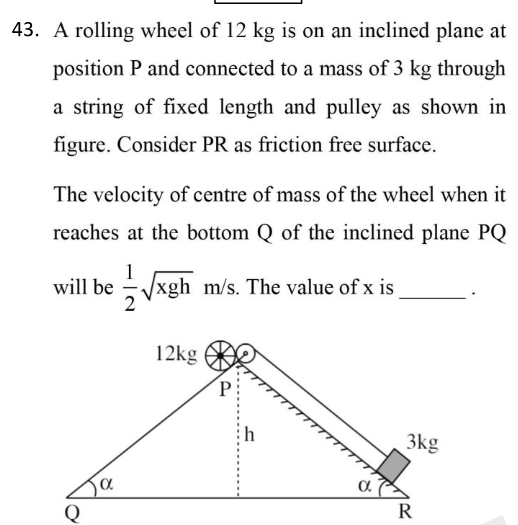 43. A rolling wheel of 12 kg is on an inclined plane at
position P and connected to a mass of 3 kg through
a string of fixed length and pulley as shown in
figure. Consider PR as friction free surface.
The velocity of centre of mass of the wheel when it
reaches at the bottom Q of the inclined plane PQ
will be 1/2 √xgh m/s. The value of x is ______ .
12kg
P
h
3kg
α
α
Q
R